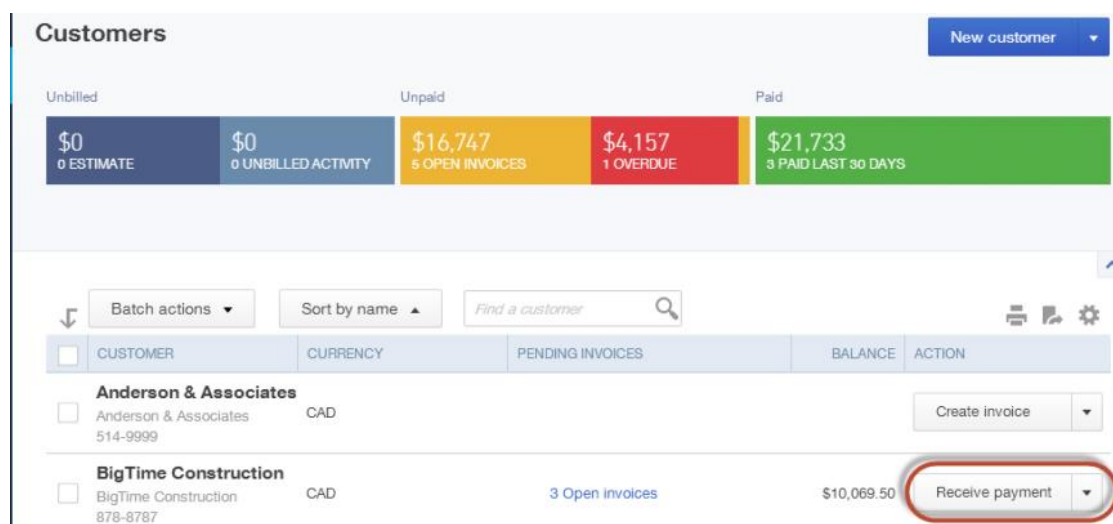 Customers
New customer
Unbilled
Unpaid
Paid
$0
0 ESTIMATE
$0
0 UNBILLED ACTIVITY
$16,747
5 OPEN INVOICES
$4,157
1 OVERDUE
$21,733
3 PAID LAST 30 DAYS
Batch actions
Sort by name
Find a customer
CUSTOMER CURRENCY PENDING INVOICES BALANCE ACTION
Anderson & Associates
Anderson & Associates CAD Create invoice
514-9999
BigTime Construction
BigTime Construction CAD 3 Open invoices $10,069.50 Receive payment
878-8787